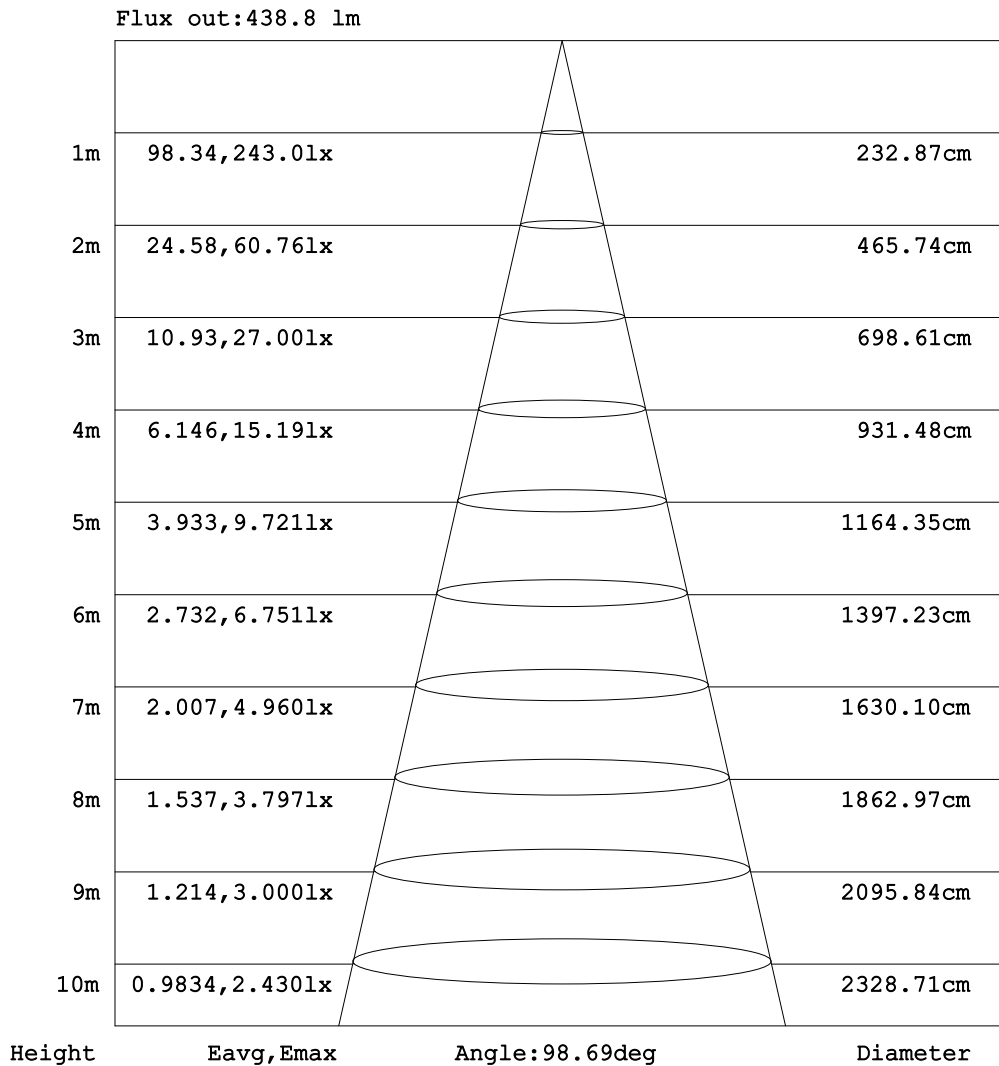 Flux out:438.8 lm
1m 98.34,243.0lx 232.87cm
2m 24.58,60.76lx 465.74cm
3m 10.93,27.00lx 698.61cm
4m 6.146,15.19lx 931.48cm
5m 3.933,9.721lx 1164.35cm
6m 2.732,6.751lx 1397.23cm
7m 2.007,4.960lx 1630.10cm
8m 1.537,3.797lx 1862.97cm
9m 1.214,3.000lx 2095.84cm
10m 0.9834,2.430lx 2328.71cm
Height Eavg,Emax Angle:98.69deg Diameter